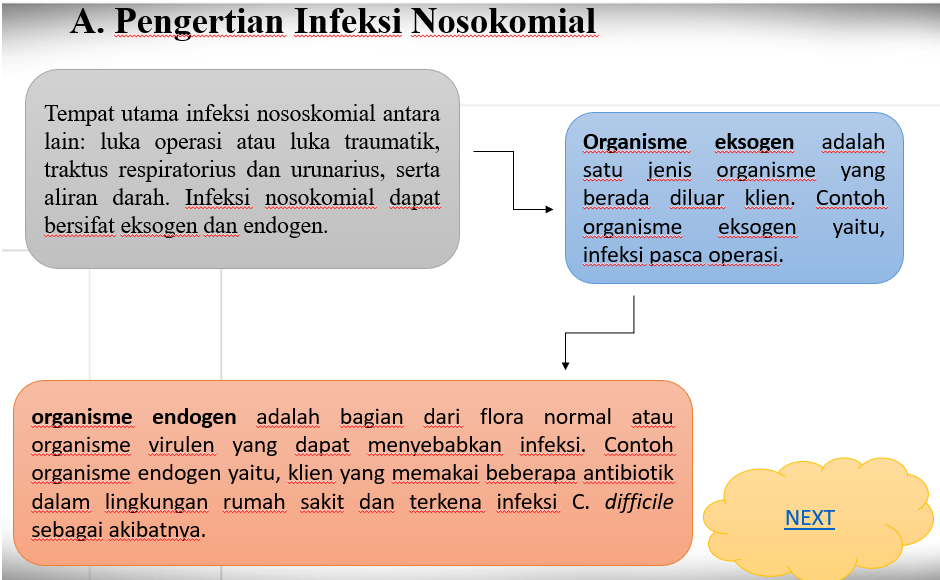 A. Pengertian Infeksi Nosokomial
Tempat utama infeksi nososkomial antara
lain: luka operasi atau luka traumatik,
traktus respiratorius dan urunarius, serta
aliran darah. Infeksi nosokomial dapat
bersifat eksogen dan endogen.
Organisme eksogen adalah
satu jenis organisme yang
berada diluar klien. Contoh
organisme eksogen yaitu,
infeksi pasca operasi.
organisme endogen adalah bagian dari flora normal atau
organisme virulen yang dapat menyebabkan infeksi. Contoh
organisme endogen yaitu, klien yang memakai beberapa antibiotik
dalam lingkungan rumah sakit dan terkena infeksi C. difficile
sebagai akibatnya.
NEXT